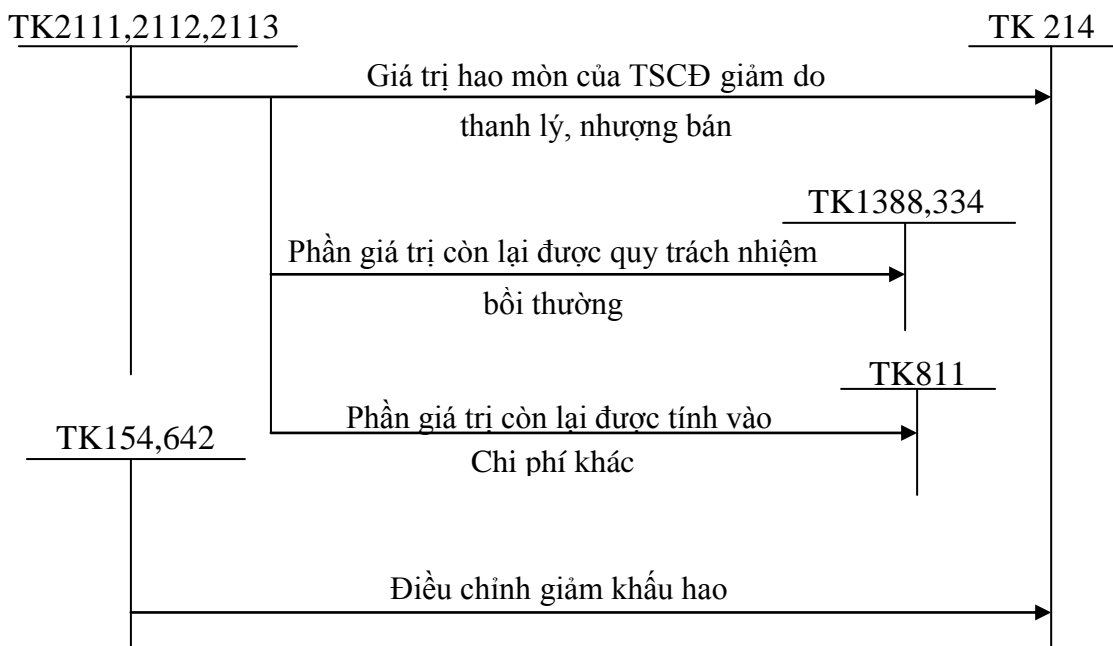 TK2111,2112,2113
TK 214
Giá trị hao mòn của TSCĐ giảm do
thanh lý, nhượng bán
TK1388,334
Phần giá trị còn lại được quy trách nhiệm
bồi thường
TK811
Phần giá trị còn lại được tính vào
TK154,642
Chi phí khác
Điều chỉnh giảm khấu hao